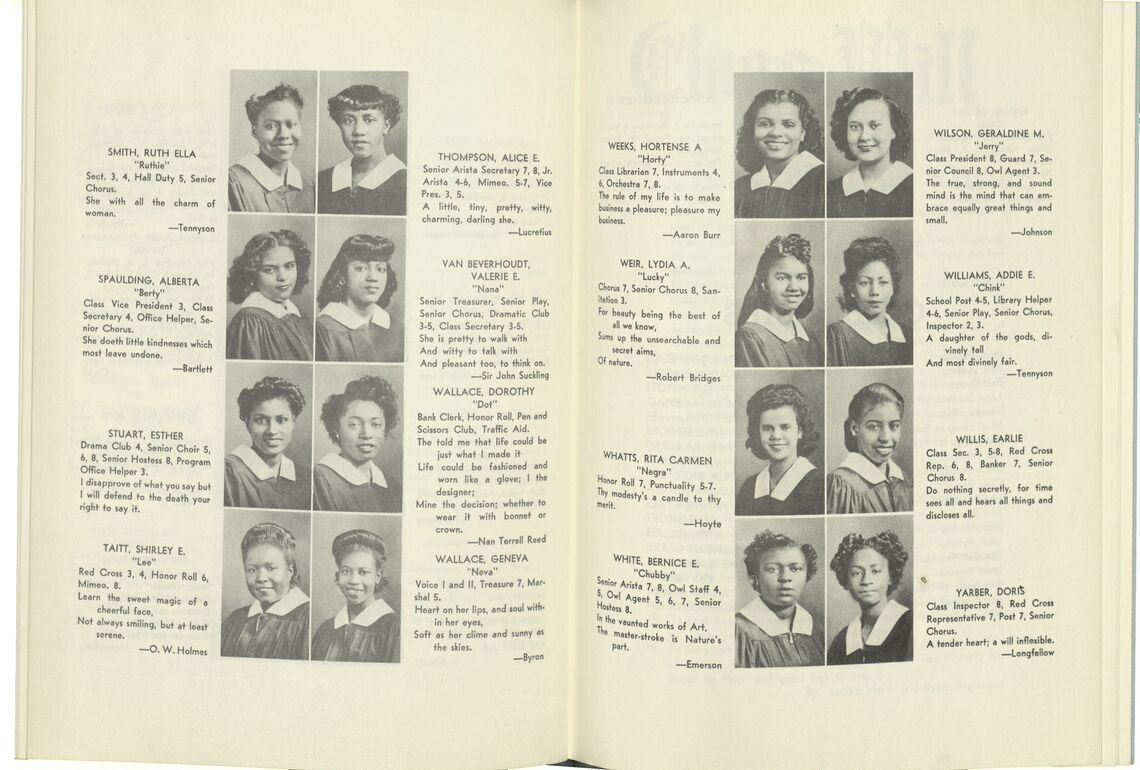 SMITH, RUTH ELLA
"Ruthie"
Sect. 3, 4, Hall Duty 5, Senior
Chorus.
She with all the charm of
woman.
—Tennyson
SPAULDING, ALBERTA
"Berty"
Class Vice President 3, Class
Secretary 4, Office Helper, Se-
nior Chorus.
She doeth little kindnesses which
most leave undone.
—Bartlett
STUART, ESTHER
Drama Club 4, Senior Choir 5,
6, 8, Senior Hostess 8, Program
Office Helper 3.
I disapprove of what you say but
I will defend to the death your
right to say it.
TAITT, SHIRLEY E.
"Lee"
Red Cross 3, 4, Honor Roll 6,
Mimeo. 8.
Learn the sweet magic of a
cheerful face,
Not always smiling, but at least
serene.
—O. W. Holmes
THOMPSON, ALICE E.
Senior Arista Secretary 7, 8, Jr.
Arista 4-6, Mimeo. 5-7, Vice
Pres. 3, 5.
A little, tiny, pretty, witty,
charming, darling she.
—Lucretius
VAN BEVERHOUDT,
VALERIE E.
"Nana"
Senior Treasurer, Senior Play,
Senior Chorus, Dramatic Club
3-5, Class Secretary 3-5.
She is pretty to walk with
And witty to talk with
And pleasant too, to think on.
—Sir John Suckling
WALLACE, DOROTHY
"Dot"
Bank Clerk, Honor Roll, Pen and
Scissors Club, Traffic Aid.
The told me that life could be
just what I made it
Life could be fashioned and
worn like a glove; I the
designer;
Mine the decision; whether to
wear it with bonnet or
crown.
—Nan Terrell Reed
WALLACE, GENEVA
"Neva"
Voice I and II, Treasure 7, Mar-
shal 5.
Heart on her lips, and soul with-
in her eyes,
Soft as her clime and sunny as
the skies.
—Byron
WEEKS, HORTENSE A
"Horty"
Class Librarian 7, Instruments 4,
6, Orchestra 7, 8.
The rule of my life is to make
business a pleasure; pleasure my
business.
—Aaron Burr
WEIR, LYDIA A.
"Lucky"
Chorus 7, Senior Chorus 8, San-
itation 3.
For beauty being the best of
all we know,
Sums up the unsearchable and
secret aims,
Of nature.
—Robert Bridges
WHATTS, RITA CARMEN
"Negra"
Honor Roll 7, Punctuality 5-7.
Thy modesty's a candle to thy
merit.
—Hoyte
WHITE, BERNICE E.
"Chubby"
Senior Arista 7, 8, Owl Staff 4,
5, Owl Agent 5, 6, 7, Senior
Hostess 8.
In the vaunted works of Art,
The master-stroke is Nature's
part.
—Emerson
WILSON, GERALDINE M.
"Jerry"
Class President 8, Guard 7, Se-
nior Council 8, Owl Agent 3.
The true, strong, and sound
mind is the mind that can em-
brace equally great things and
small.
—Johnson
WILLIAMS, ADDIE E.
"Chink"
School Post 4-5, Library Helper
4-6, Senior Play, Senior Chorus,
Inspector 2, 3.
A daughter of the gods, di-
vinely tall
And most divinely fair.
—Tennyson
WILLIS, EARLIE
Class Sec. 3, 5-8, Red Cross
Rep. 6, 8, Banker 7, Senior
Chorus 8.
Do nothing secretly, for time
sees all and hears all things and
discloses all.
YARBER, DORIS
Class Inspector 8, Red Cross
Representative 7, Post 7, Senior
Chorus.
A tender heart; a will inflexible.
—Longfellow